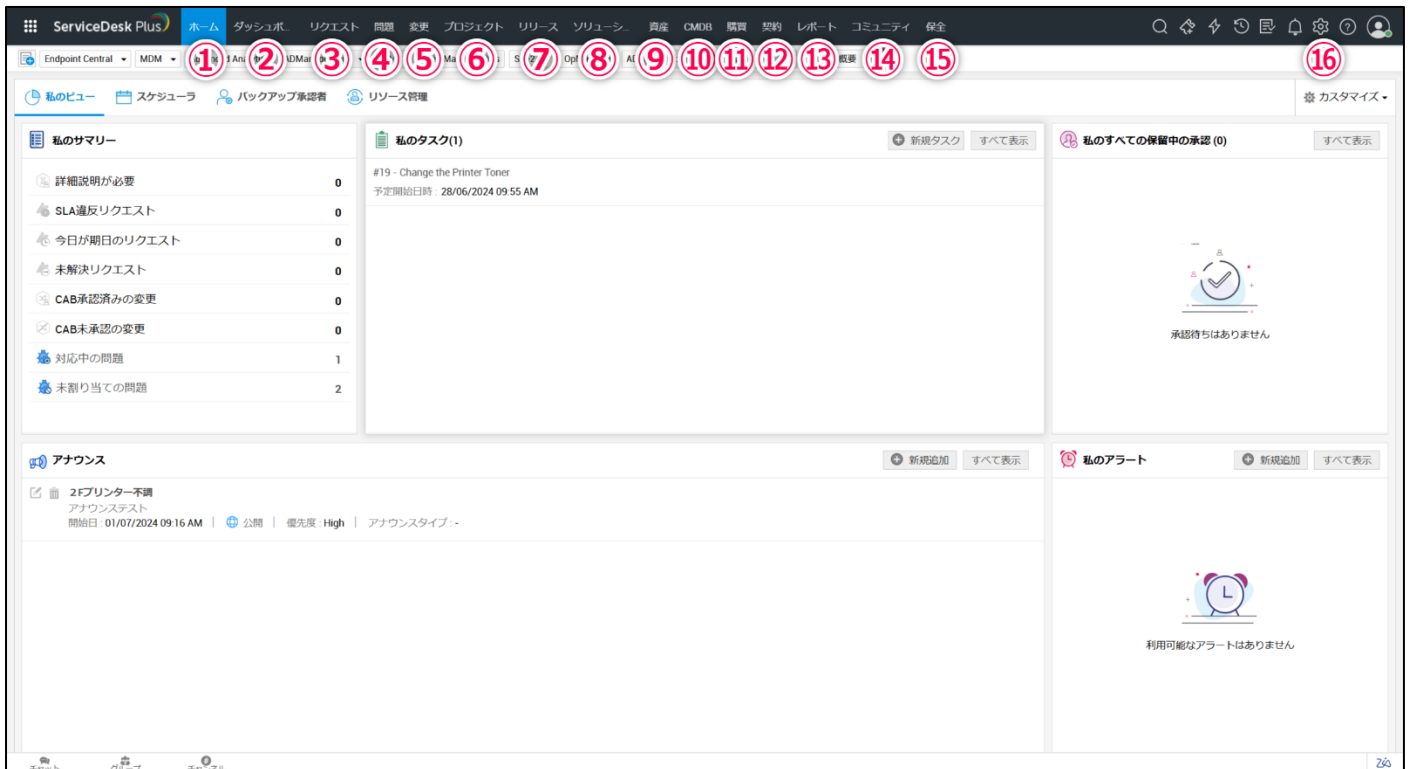 ServiceDesk Plus ホーム ダッシュボ... リクエスト 問題 変更 プロジェクト リリース ソリューシ... 資産 CMDB 購買 契約 レポート コミュニティ 保全
① ② ③ ④ ⑤ ⑥ ⑦ ⑧ ⑨ ⑩ ⑪ ⑫ ⑬ ⑭ ⑮ ⑯
Endpoint Central MDM 概要
私のビュー スケジューラ バックアップ承認者 リソース管理 カスタマイズ
私のサマリー
詳細説明が必要 0
SLA違反リクエスト 0
今日が期日のリクエスト 0
未解決リクエスト 0
CAB承認済みの変更 0
CAB未承認の変更 0
対応中の問題 1
未割り当ての問題 2
私のタスク(1) 新規タスク すべて表示
#19 - Change the Printer Toner
予定開始日時 : 28/06/2024 09:55 AM
私のすべての保留中の承認 (0) すべて表示
承認待ちはありません
アナウンス 新規追加 すべて表示
2Fプリンター不調
アナウンステスト
開始日 : 01/07/2024 09:16 AM | 公開 | 優先度 : High | アナウンスタイプ : -
私のアラート 新規追加 すべて表示
利用可能なアラートはありません
チャット グループ チャンネル